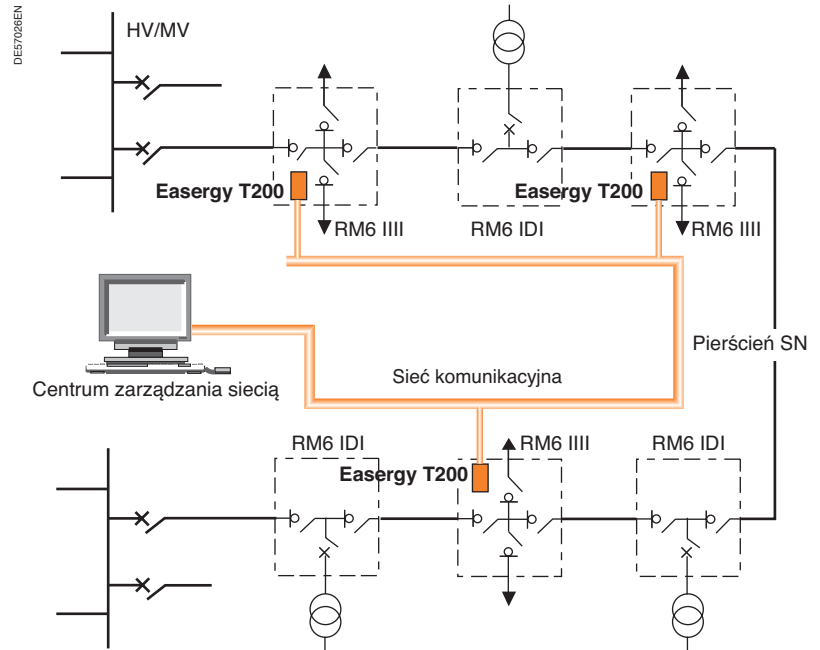 DE57026EN
HV/MV
Easergy T200
Easergy T200
RM6 IIII
RM6 IDI
RM6 IIII
Pierścień SN
Sieć komunikacyjna
Centrum zarządzania siecią
RM6 IDI
RM6 IIII
RM6 IDI
Easergy T200